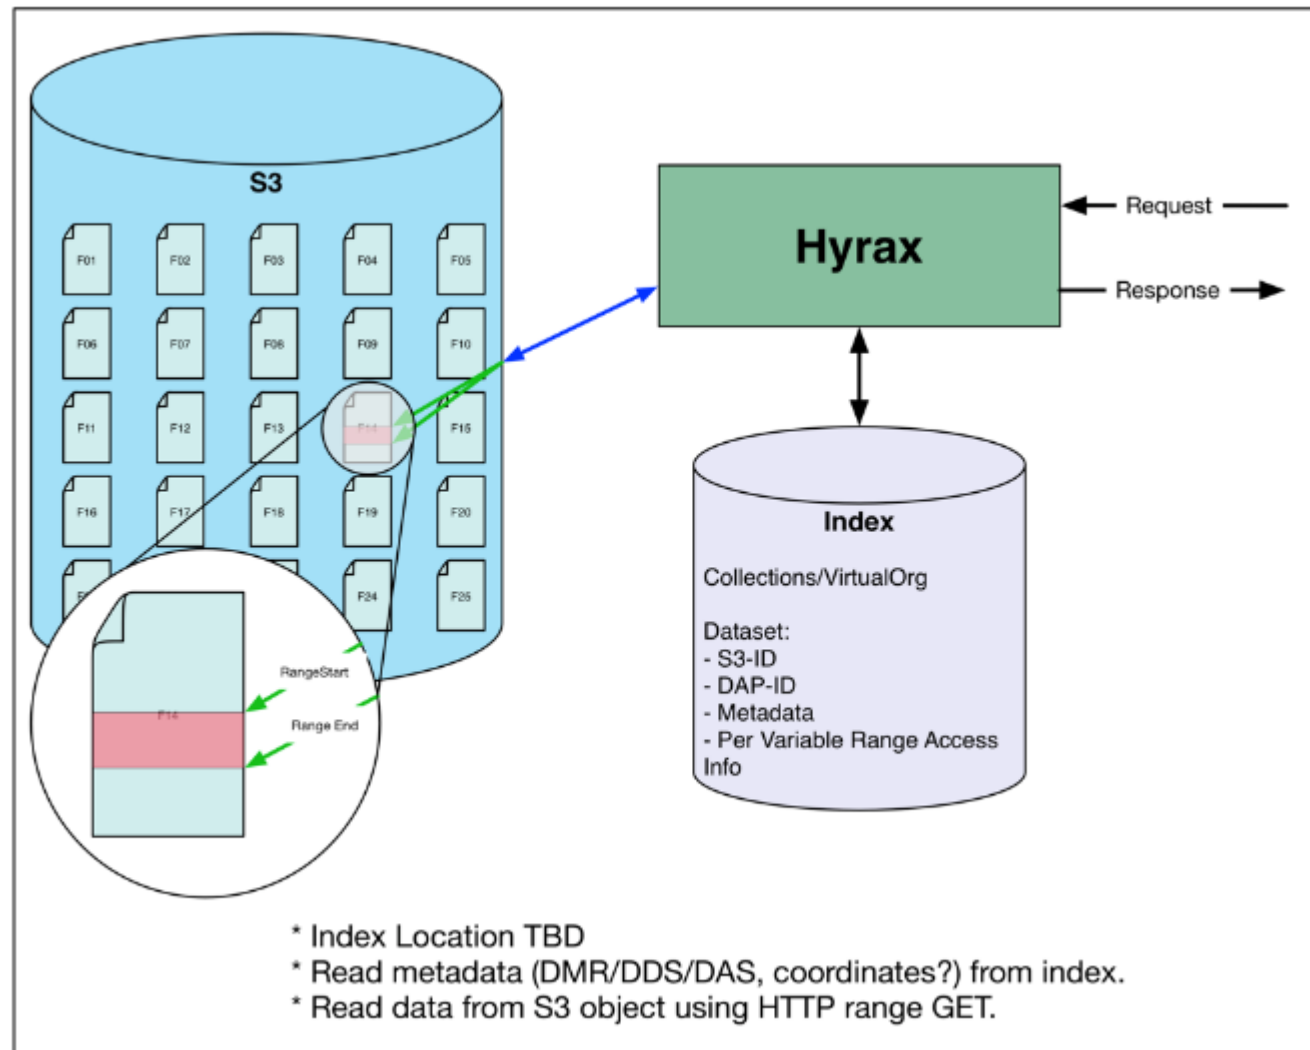 S3
F01
F02
F03
F04
F05
F06
F07
F08
F09
F10
F11
F12
F13
F14
F15
F16
F17
F18
F19
F20
F24
F25
RangeStart
F14
Range End
Hyrax
Request
Response
Index
Collections/VirtualOrg
Dataset:
- S3-ID
- DAP-ID
- Metadata
- Per Variable Range Access
Info
* Index Location TBD
* Read metadata (DMR/DDS/DAS, coordinates?) from index.
* Read data from S3 object using HTTP range GET.